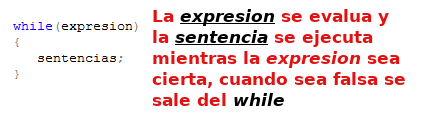 while(expresion)
{
sentencias;
}
La expresion se evalua y
la sentencia se ejecuta
mientras la expresion sea
cierta, cuando sea falsa se
sale del while